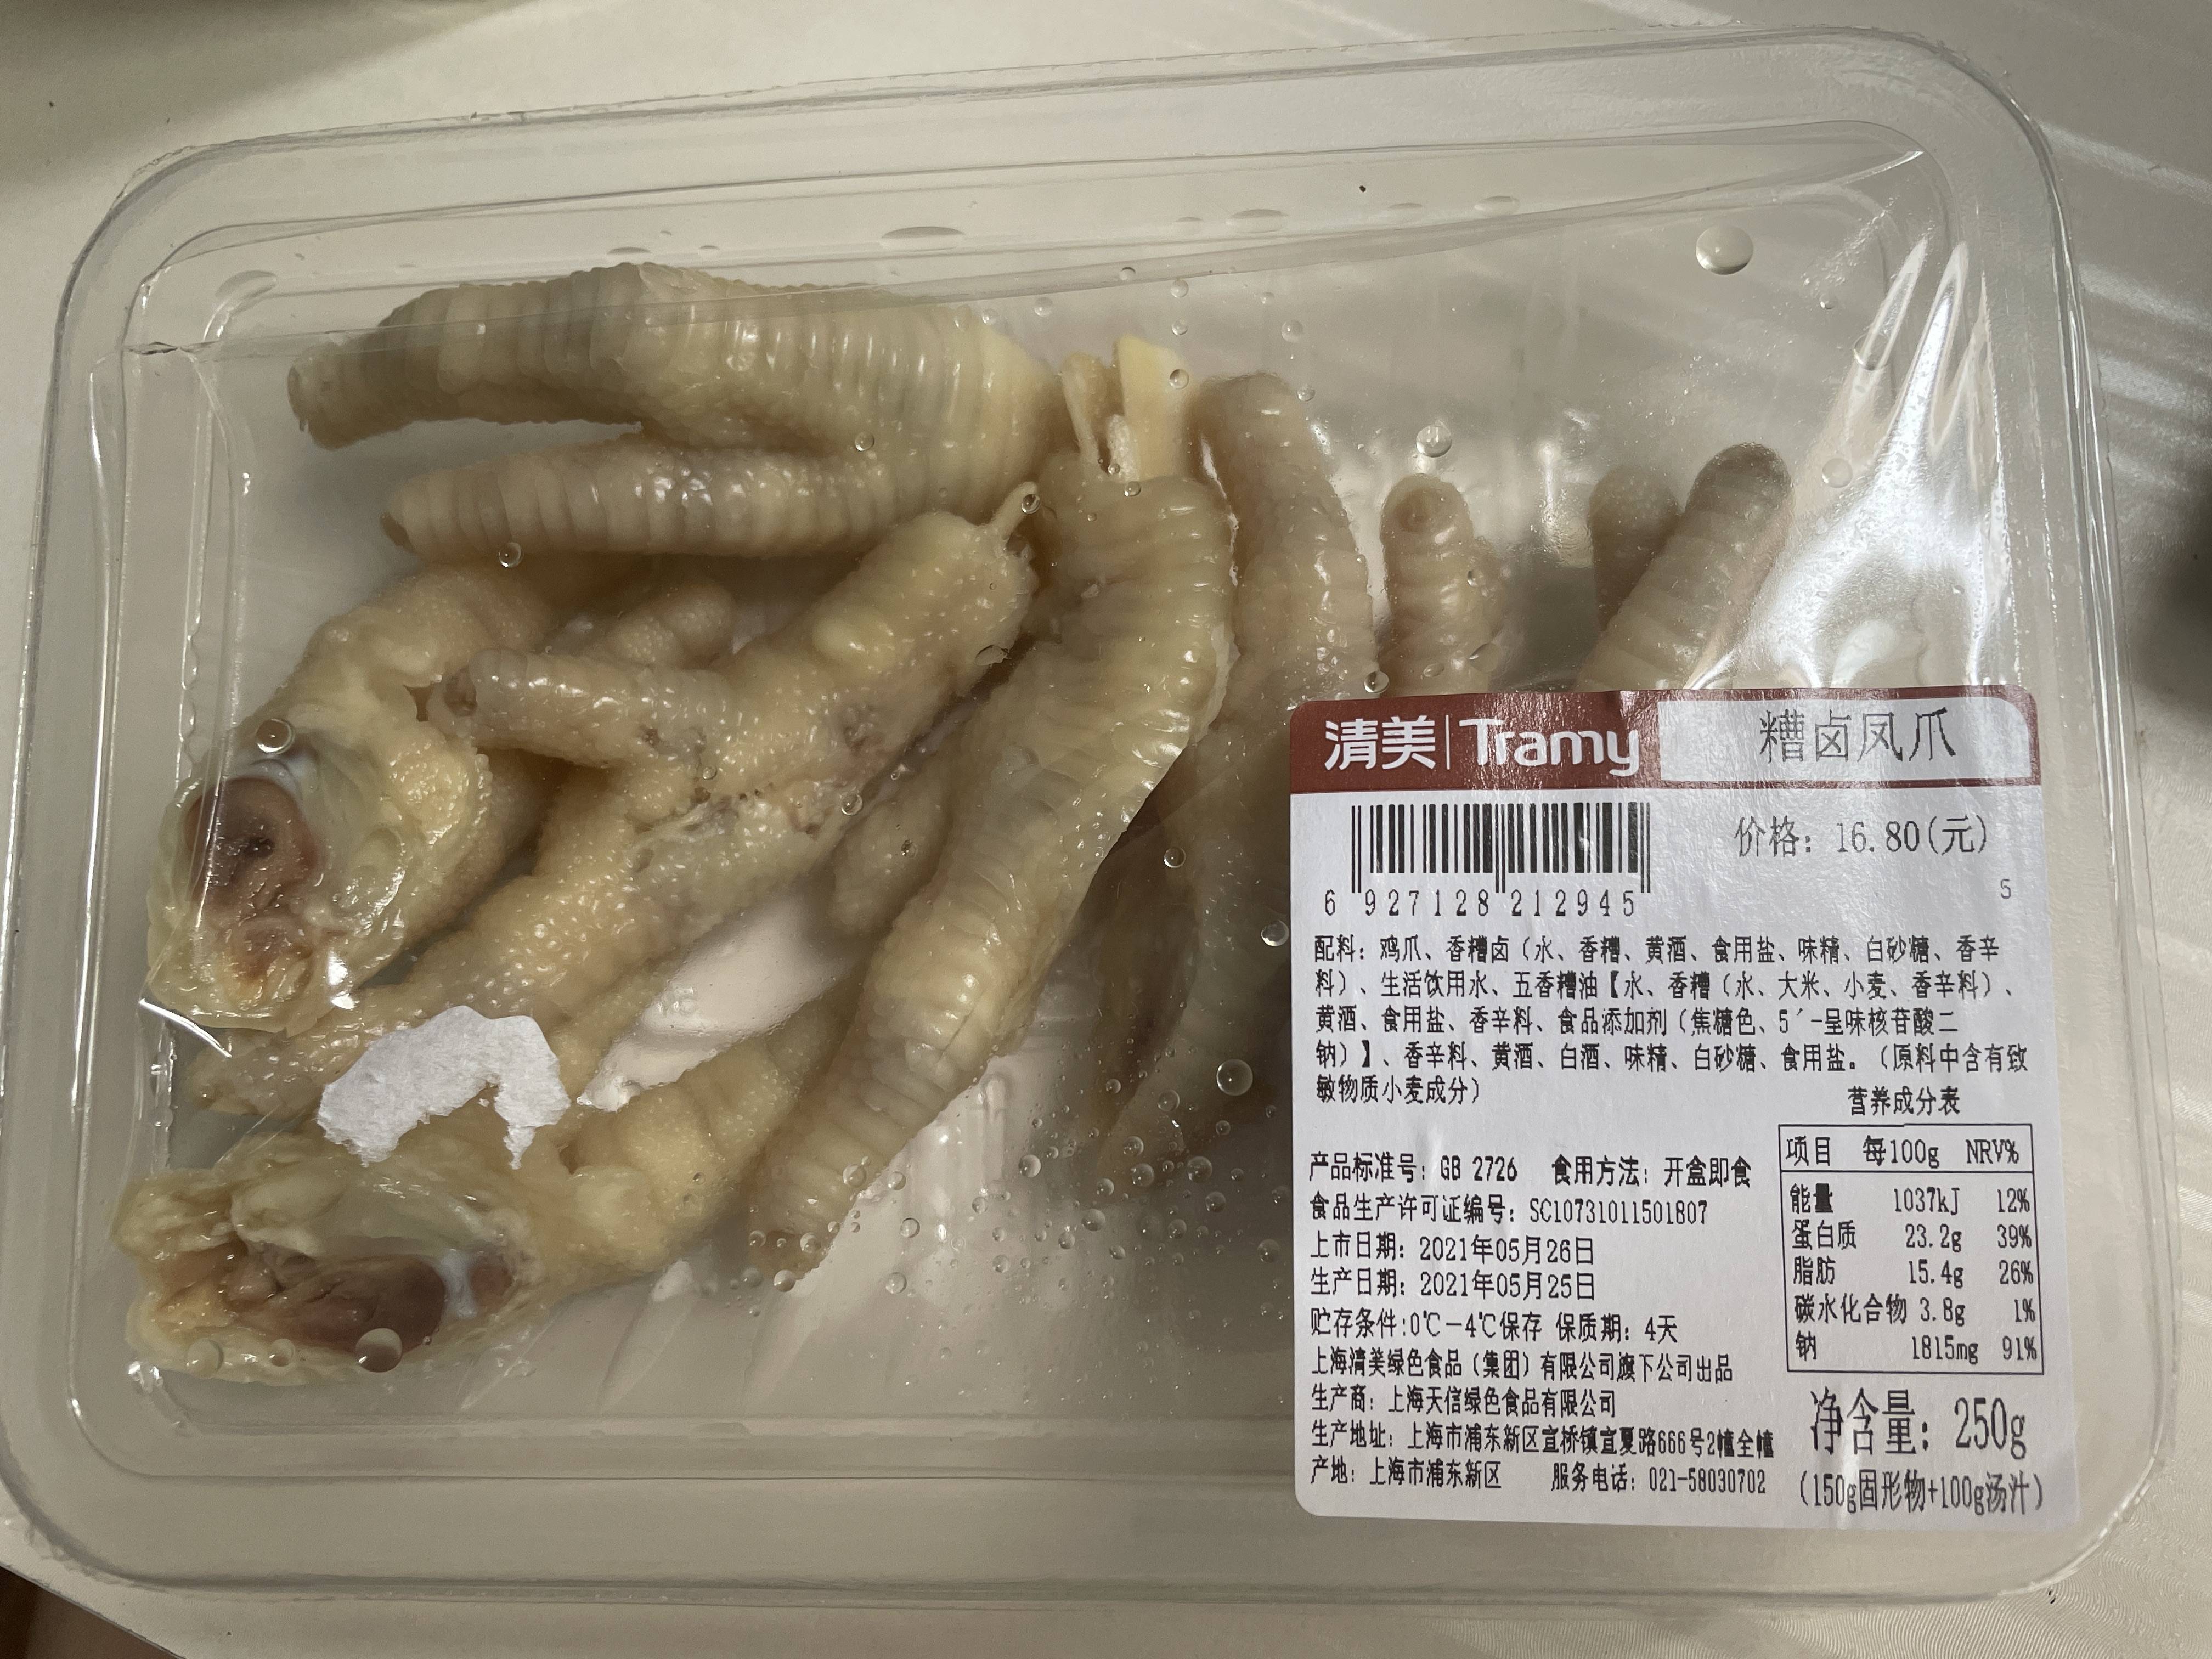 清美|Tramy 糟卤凤爪
价格：16.80(元)
5
6 927128 212945
配料：鸡爪、香糟卤（水、香糟、黄酒、食用盐、味精、白砂糖、香辛
料）、生活饮用水、五香糟油【水、香糟（水、大米、小麦、香辛料）、
黄酒、食用盐、香辛料、食品添加剂（焦糖色、5´-呈味核苷酸二
钠）】、香辛料、黄酒、白酒、味精、白砂糖、食用盐。（原料中含有致
敏物质小麦成分）
产品标准号：GB 2726 食用方法：开盒即食
食品生产许可证编号：SC10731011501807
上市日期：2021年05月26日
生产日期：2021年05月25日
贮存条件:0℃-4℃保存 保质期：4天
上海清美绿色食品（集团）有限公司旗下公司出品
生产商：上海天信绿色食品有限公司
生产地址：上海市浦东新区宣桥镇宣夏路666号2幢全幢
产地：上海市浦东新区 服务电话：021-58030702
营养成分表
项目 每100g NRV%
能量 1037kJ 12%
蛋白质 23.2g 39%
脂肪 15.4g 26%
碳水化合物 3.8g 1%
钠 1815mg 91%
净含量：250g
（150g固形物+100g汤汁）